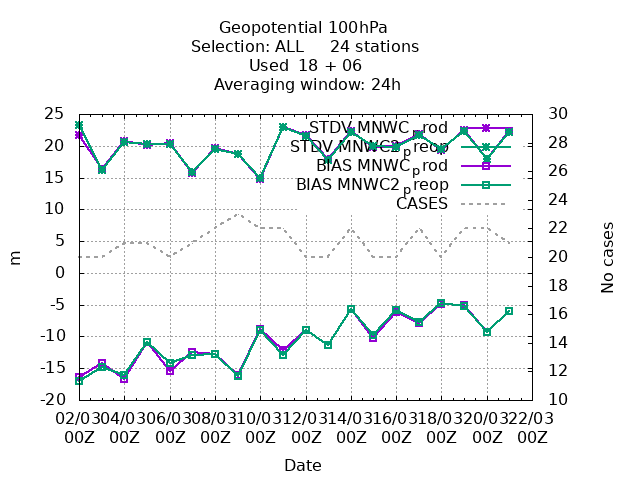 Geopotential 100hPa
Selection: ALL 24 stations
Used 18 + 06
Averaging window: 24h
25 30
20 28
15 26
10 24
5 22
0 20
-5 18
-10 16
-15 14
-20 12
10
m
No cases
STDV MNWC_prod
STDV MNWC2_preop
BIAS MNWC_prod
BIAS MNWC2_preop
CASES
02/03 04/03 06/03 08/03 10/03 12/03 14/03 16/03 18/03 20/03 22/03
00Z 00Z 00Z 00Z 00Z 00Z 00Z 00Z 00Z 00Z 00Z
Date